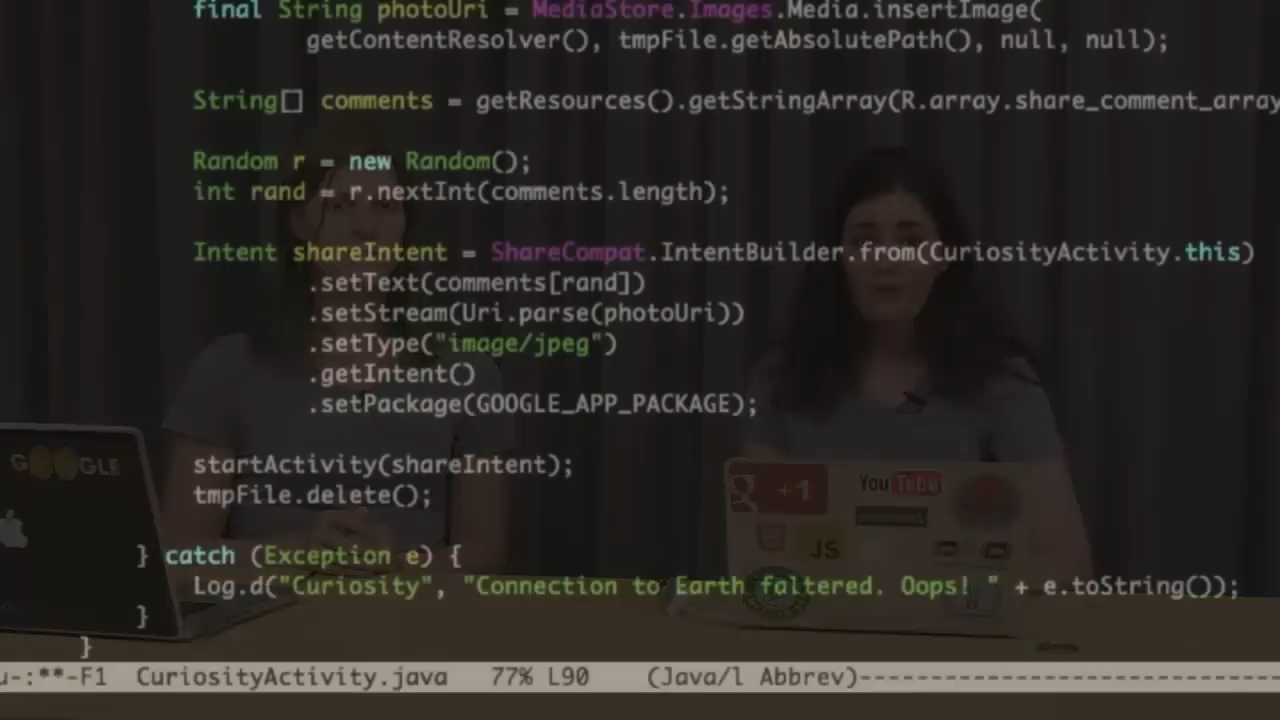 final String photoUri = MediaStore.Images.Media.insertImage(
getContentResolver(), tmpFile.getAbsolutePath(), null, null);
String[] comments = getResources().getStringArray(R.array.share_comment_array
Random r = new Random();
int rand = r.nextInt(comments.length);
Intent shareIntent = ShareCompat.IntentBuilder.from(CuriosityActivity.this)
.setText(comments[rand])
.setStream(Uri.parse(photoUri))
.setType("image/jpeg")
.getIntent()
.setPackage(GOOGLE_APP_PACKAGE);
startActivity(shareIntent);
tmpFile.delete();
} catch (Exception e) {
Log.d("Curiosity", "Connection to Earth faltered. Oops! " + e.toString());
}
}
u-:**-F1 CuriosityActivity.java 77% L90 (Java/l Abbrev)---------------------------
GOOGLE
g +1
YouTube
JS